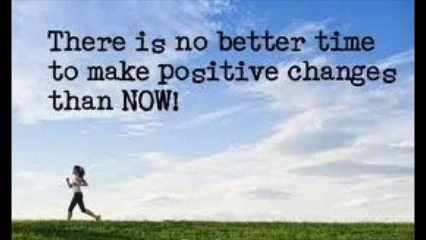 There is no better time
to make positive changes
than NOW!